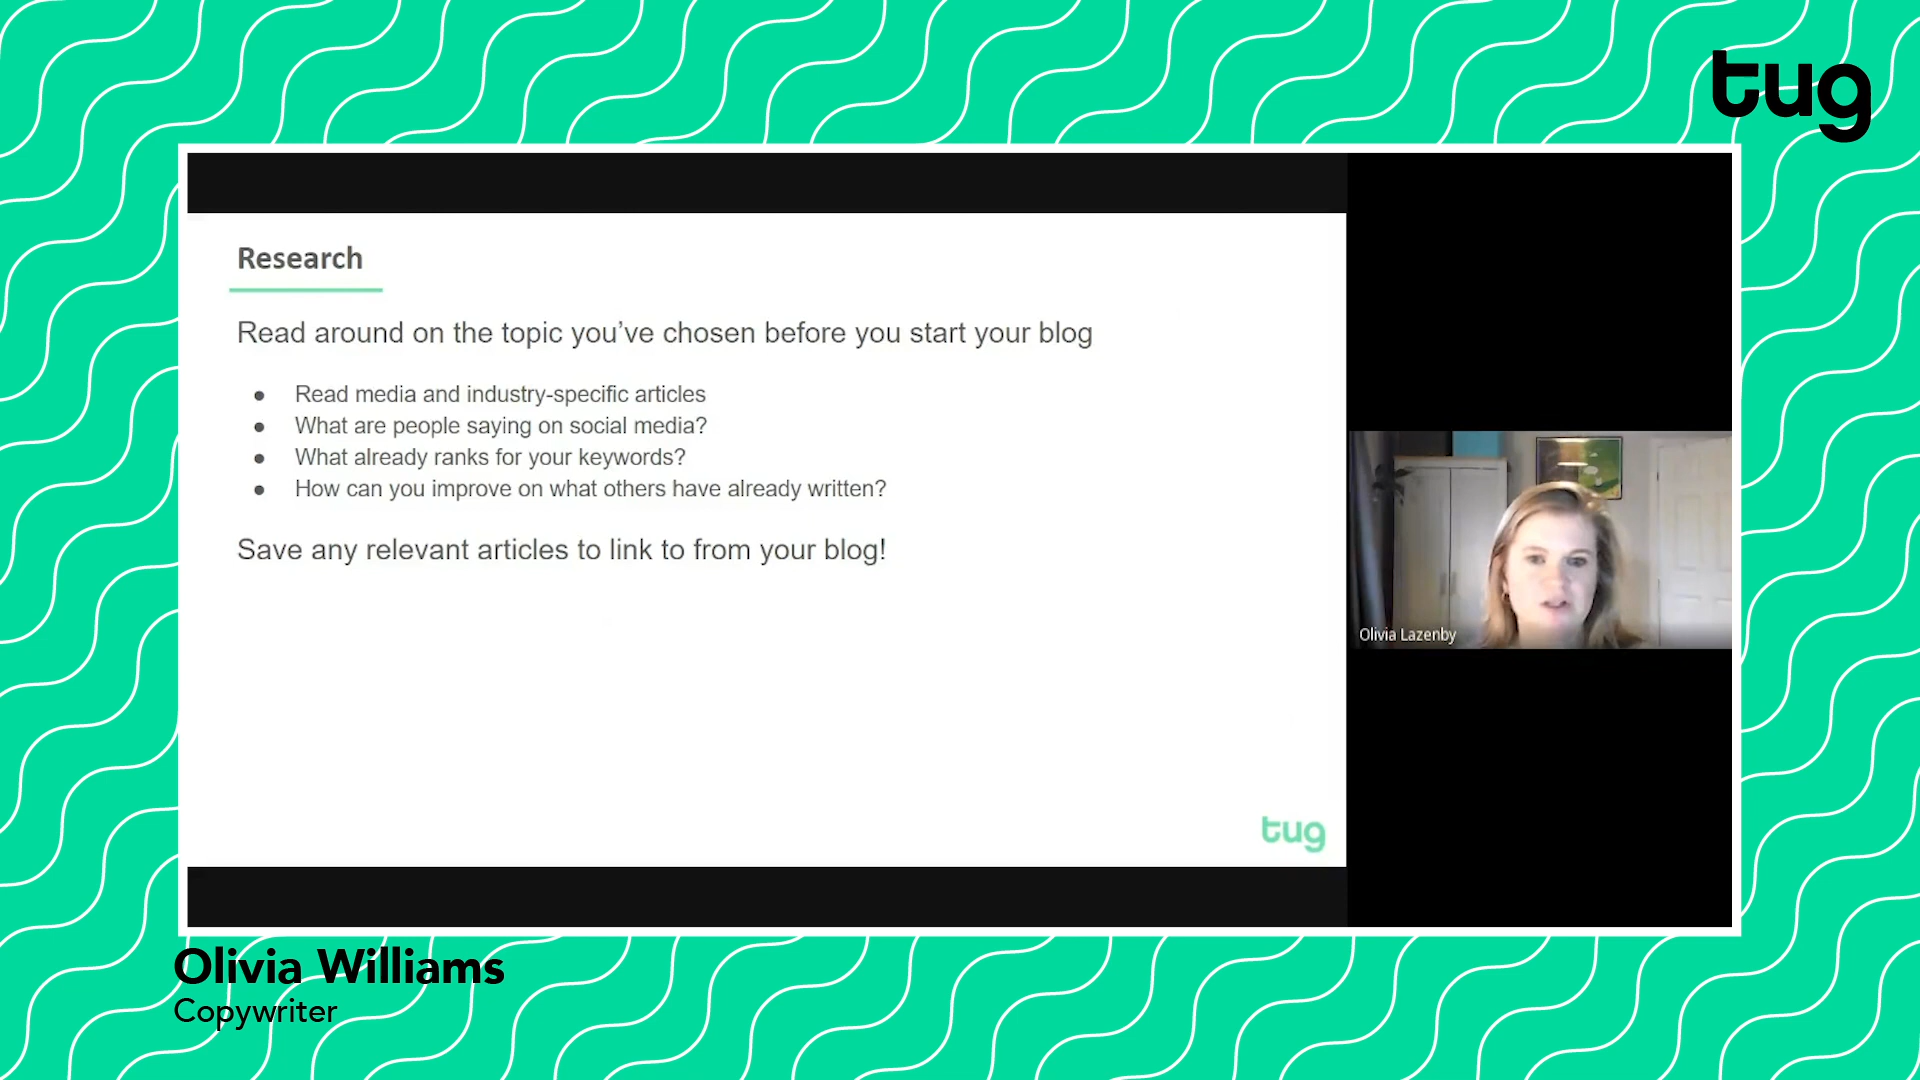 tug
Research
Read around on the topic you’ve chosen before you start your blog
● Read media and industry-specific articles
● What are people saying on social media?
● What already ranks for your keywords?
● How can you improve on what others have already written?
Save any relevant articles to link to from your blog!
Olivia Lazenby
tug
Olivia Williams
Copywriter